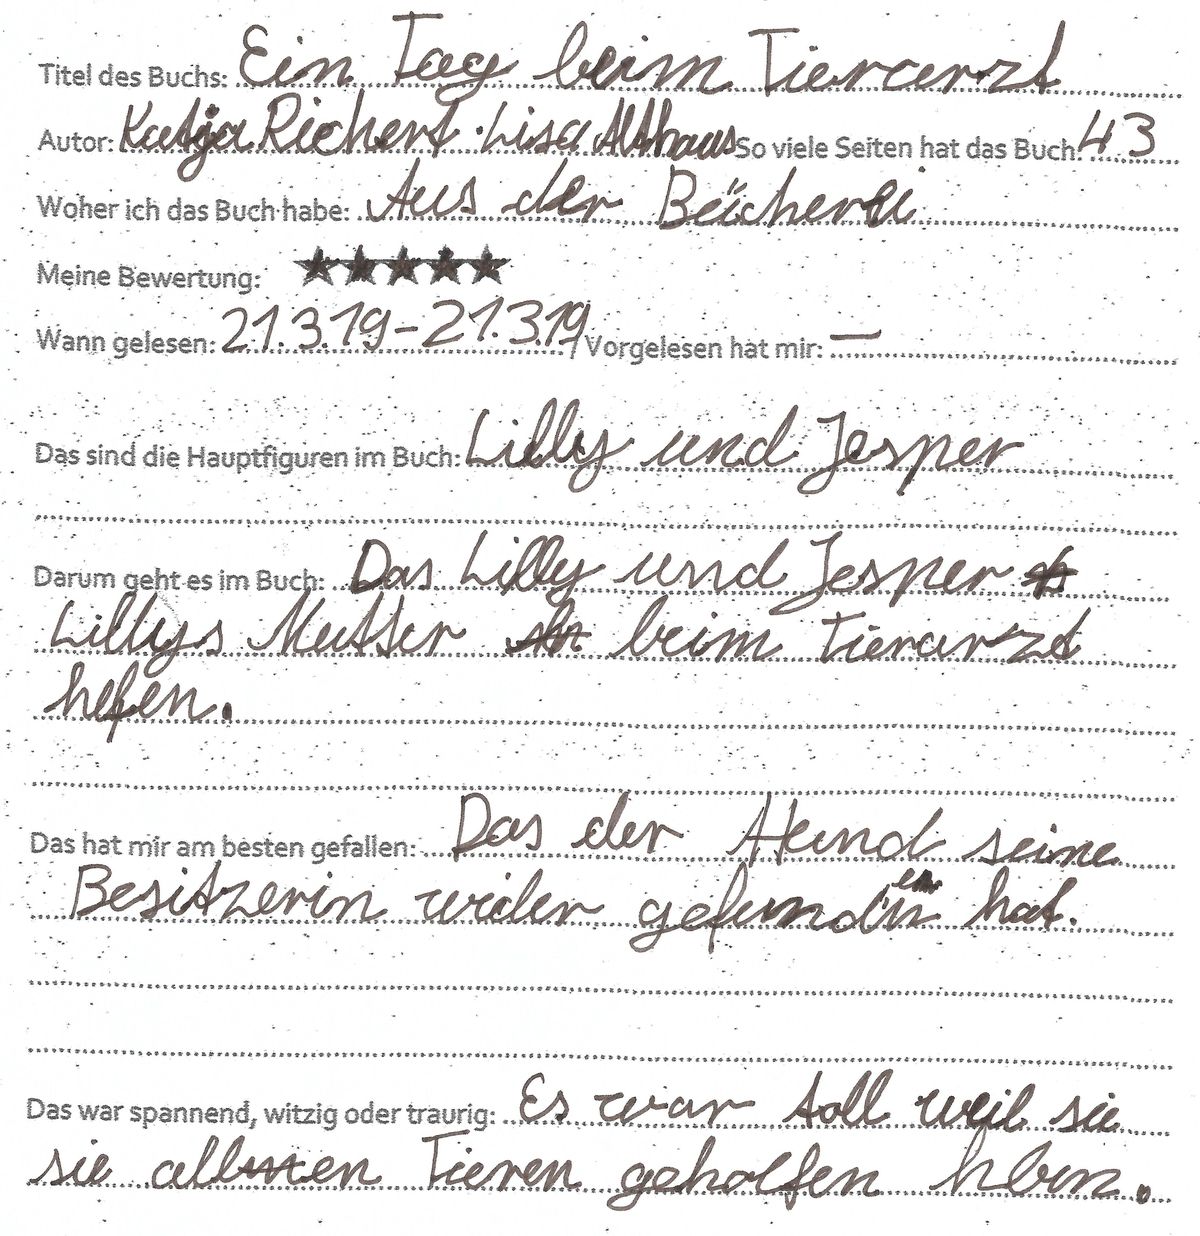 Titel des Buchs: Ein Tag beim Tierarzt
Autor: Katja Richert. Lisa Althaus So viele Seiten hat das Buch: 43
Woher ich das Buch habe: Aus der Bücherei
Meine Bewertung: ★★★★★
Wann gelesen: 21.3.19-21.3.19 Vorgelesen hat mir: —
Das sind die Hauptfiguren im Buch: Lilly und Jesper
Darum geht es im Buch: Das Lilly und Jesper
Lillys Mutter beim Tierarzt
hefen.
Das hat mir am besten gefallen: Das der Hund seine
Besitzerin wider gefunden hat.
Das war spannend, witzig oder traurig: Es war toll weil sie
sie allen Tieren geholfen hben.